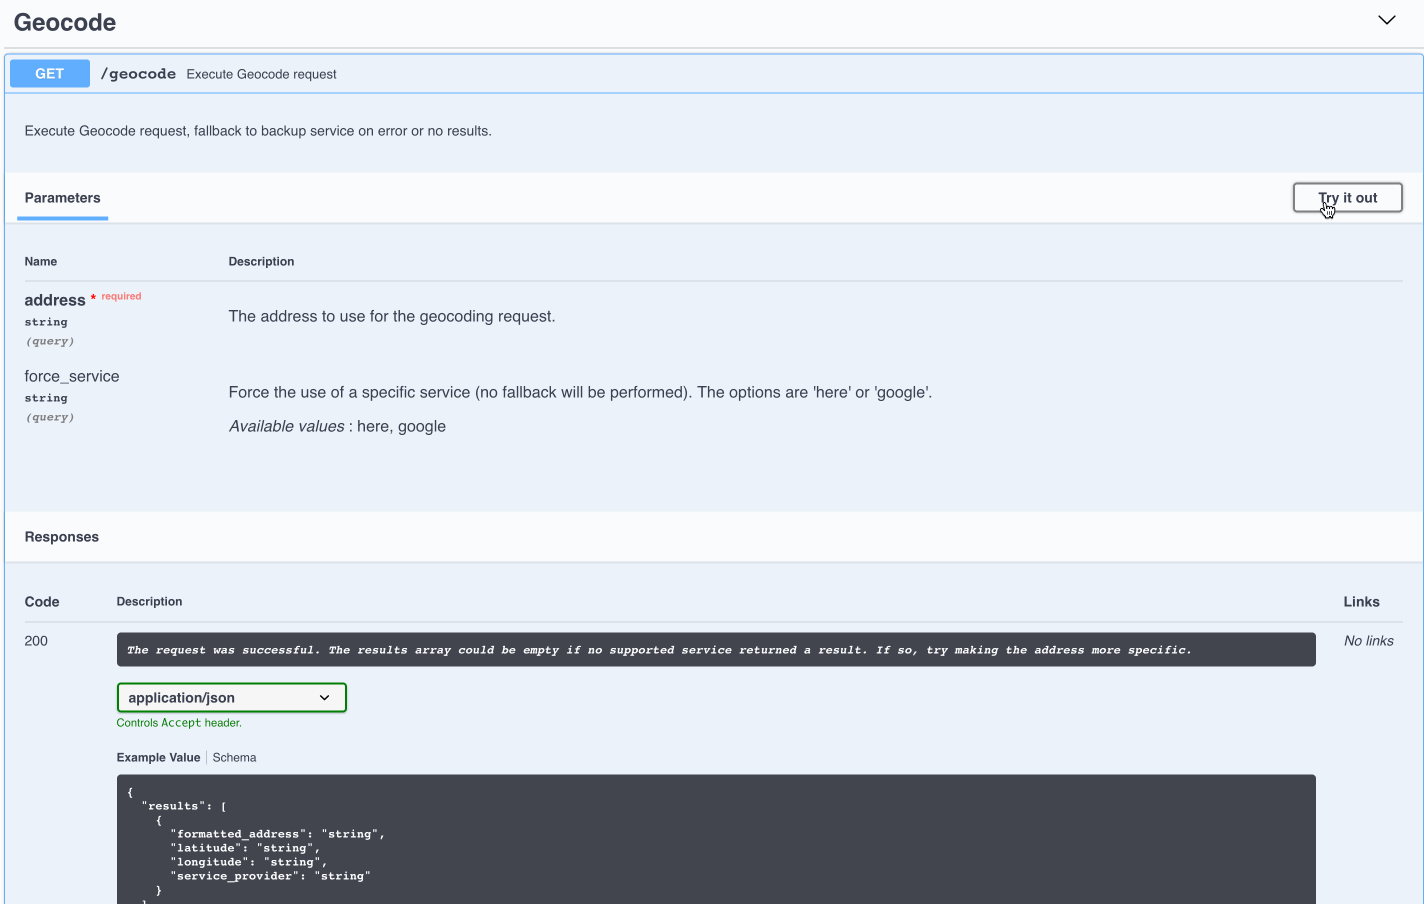 Geocode
GET /geocode Execute Geocode request
Execute Geocode request, fallback to backup service on error or no results.
Parameters
Try it out
Name Description
address * required
string
(query)
The address to use for the geocoding request.
force_service
string
(query)
Force the use of a specific service (no fallback will be performed). The options are 'here' or 'google'.
Available values : here, google
Responses
Code Description Links
200
The request was successful. The results array could be empty if no supported service returned a result. If so, try making the address more specific.
No links
application/json
Controls Accept header.
Example Value Schema
{
"results": [
{
"formatted_address": "string",
"latitude": "string",
"longitude": "string",
"service_provider": "string"
}
]